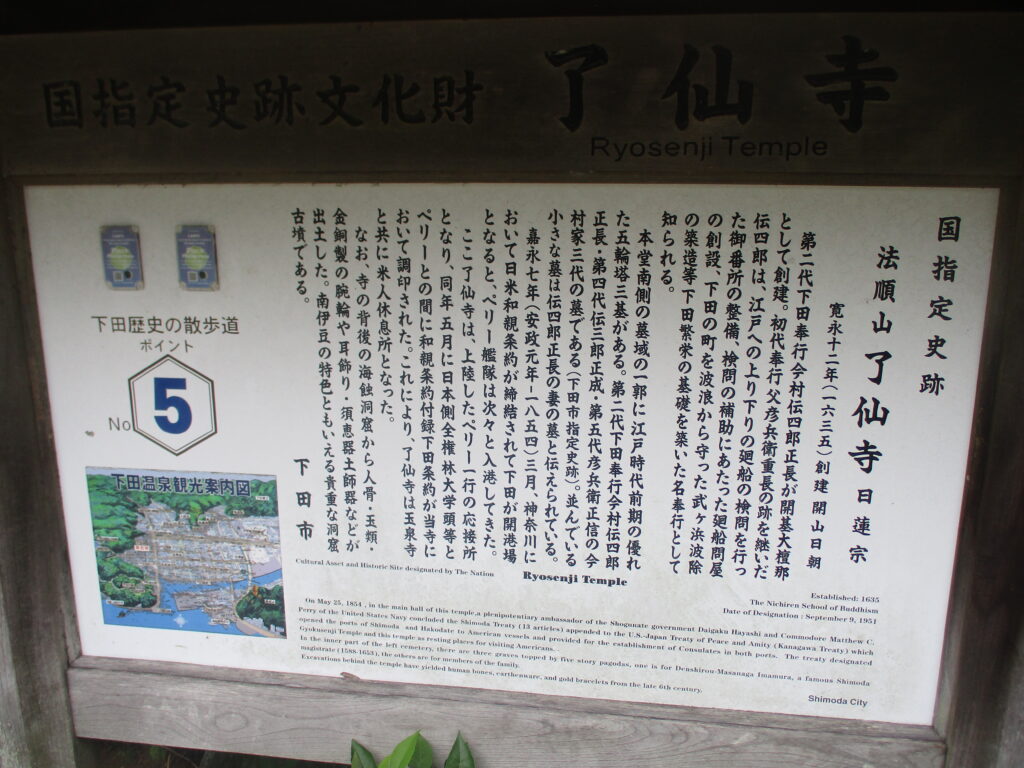 国指定史跡文化財 了仙寺
Ryosenji Temple
国指定史跡
法順山 了仙寺 日蓮宗
寛永十二年(一六三五)創建 開山日朝
第二代下田奉行今村伝四郎正長が開基大檀那
として創建。初代奉行父彦兵衛重長の跡を継いだ
伝四郎は、江戸への上り下りの廻船の検問を行っ
た御番所の整備、検問の補助にあたった廻船問屋
の創設、下田の町を波浪から守った武ヶ浜波除
の築造等下田繁栄の基礎を築いた名奉行として
知られる。
本堂南側の墓域の一郭に江戸時代前期の優れ
た五輪塔三基がある。第二代下田奉行今村伝四郎
正長、第四代伝三郎正成・第五代彦兵衛正信の今
村家三代の墓である(下田市指定史跡)。並んでいる
小さな墓は伝四郎正長の妻の墓と伝えられている。
嘉永七年(安政元年-一八五四)三月、神奈川に
おいて日米和親条約が締結されて下田が開港場
となると、ペリー艦隊は次々と入港してきた。
ここ了仙寺は、上陸したペリー一行の応接所
となり、同年五月に日本側全権 林大学頭等と
ペリーとの間に和親条約付録下田条約が当寺に
おいて調印された。これにより、了仙寺は玉泉寺
と共に米人休息所となった。
なお、寺の背後の海蝕洞窟から人骨・玉類・
金銅製の腕輪や耳飾り・須恵器土師器などが
出土した。南伊豆の特色ともいえる貴重な洞窟
古墳である。
下田市
下田歴史の散歩道
ポイント
No 5
下田温泉観光案内図
Cultural Asset and Historic Site designated by The Nation
Ryosenji Temple
Established: 1635
The Nichiren School of Buddhism
Date of Designation : September 9, 1951
On May 25, 1854 , in the main hall of this temple,a plenipotentiary ambassador of the Shogunate government Daigaku Hayashi and Commodore Matthew C.
Perry of the United States Navy concluded the Shimoda Treaty (13 articles) appended to the U.S.-Japan Treaty of Peace and Amity (Kanagawa Treaty) which
opened the ports of Shimoda and Hakodate to American vessels and provided for the establishment of Consulates in both ports. The treaty designated
Gyokusenji Temple and this temple as resting places for visiting Americans.
In the inner part of the left cemetery, there are three graves topped by five story pagodas, one is for Denshirou-Masanaga Imamura, a famous Shimoda
magistrate (1588-1653), the others are for members of the family.
Excavations behind the temple have yielded human bones, earthenware, and gold bracelets from the late 6th century.
Shimoda City